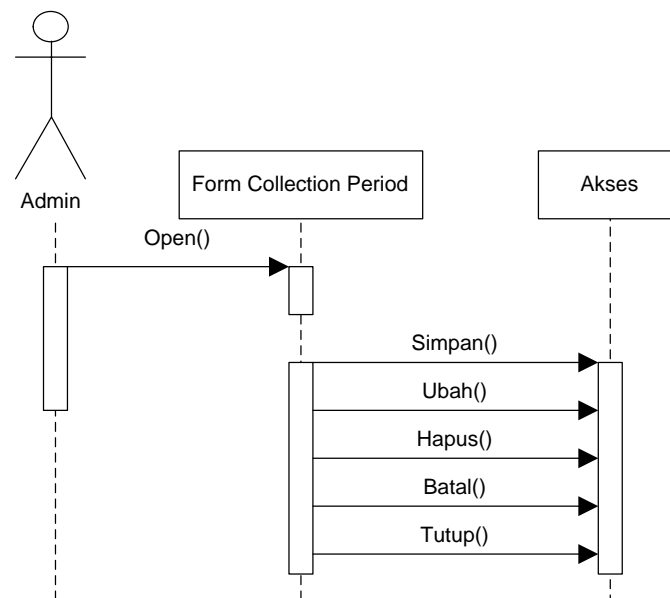 Admin
Form Collection Period
Akses
Open()
Simpan()
Ubah()
Hapus()
Batal()
Tutup()